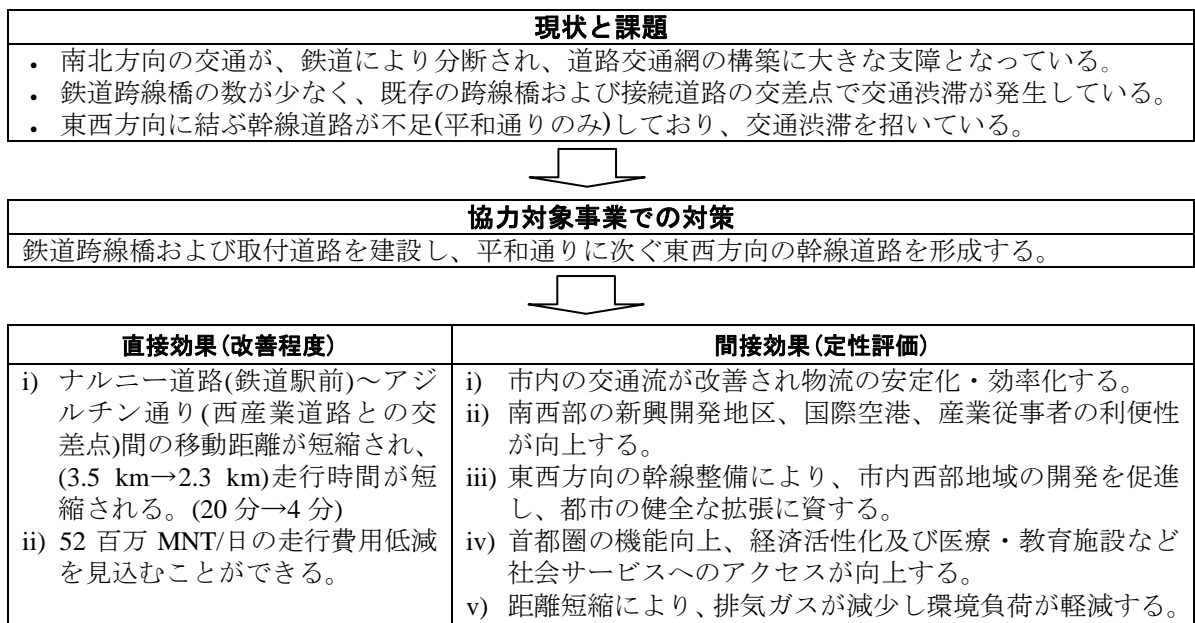 現状と課題
・ 南北方向の交通が、鉄道により分断され、道路交通網の構築に大きな支障となっている。
・ 鉄道跨線橋の数が少なく、既存の跨線橋および接続道路の交差点で交通渋滞が発生している。
・ 東西方向に結ぶ幹線道路が不足(平和通りのみ)しており、交通渋滞を招いている。
協力対象事業での対策
鉄道跨線橋および取付道路を建設し、平和通りに次ぐ東西方向の幹線道路を形成する。
直接効果(改善程度)
i) ナルニー道路(鉄道駅前)～アジ
ルチン通り(西産業道路との交
差点)間の移動距離が短縮され、
(3.5 km→2.3 km)走行時間が短
縮される。(20 分→4 分)
ii) 52 百万 MNT/日の走行費用低減
を見込むことができる。
間接効果(定性評価)
i) 市内の交通流が改善され物流の安定化・効率化する。
ii) 南西部の新興開発地区、国際空港、産業従事者の利便性
が向上する。
iii) 東西方向の幹線整備により、市内西部地域の開発を促進
し、都市の健全な拡張に資する。
iv) 首都圏の機能向上、経済活性化及び医療・教育施設など
社会サービスへのアクセスが向上する。
v) 距離短縮により、排気ガスが減少し環境負荷が軽減する。